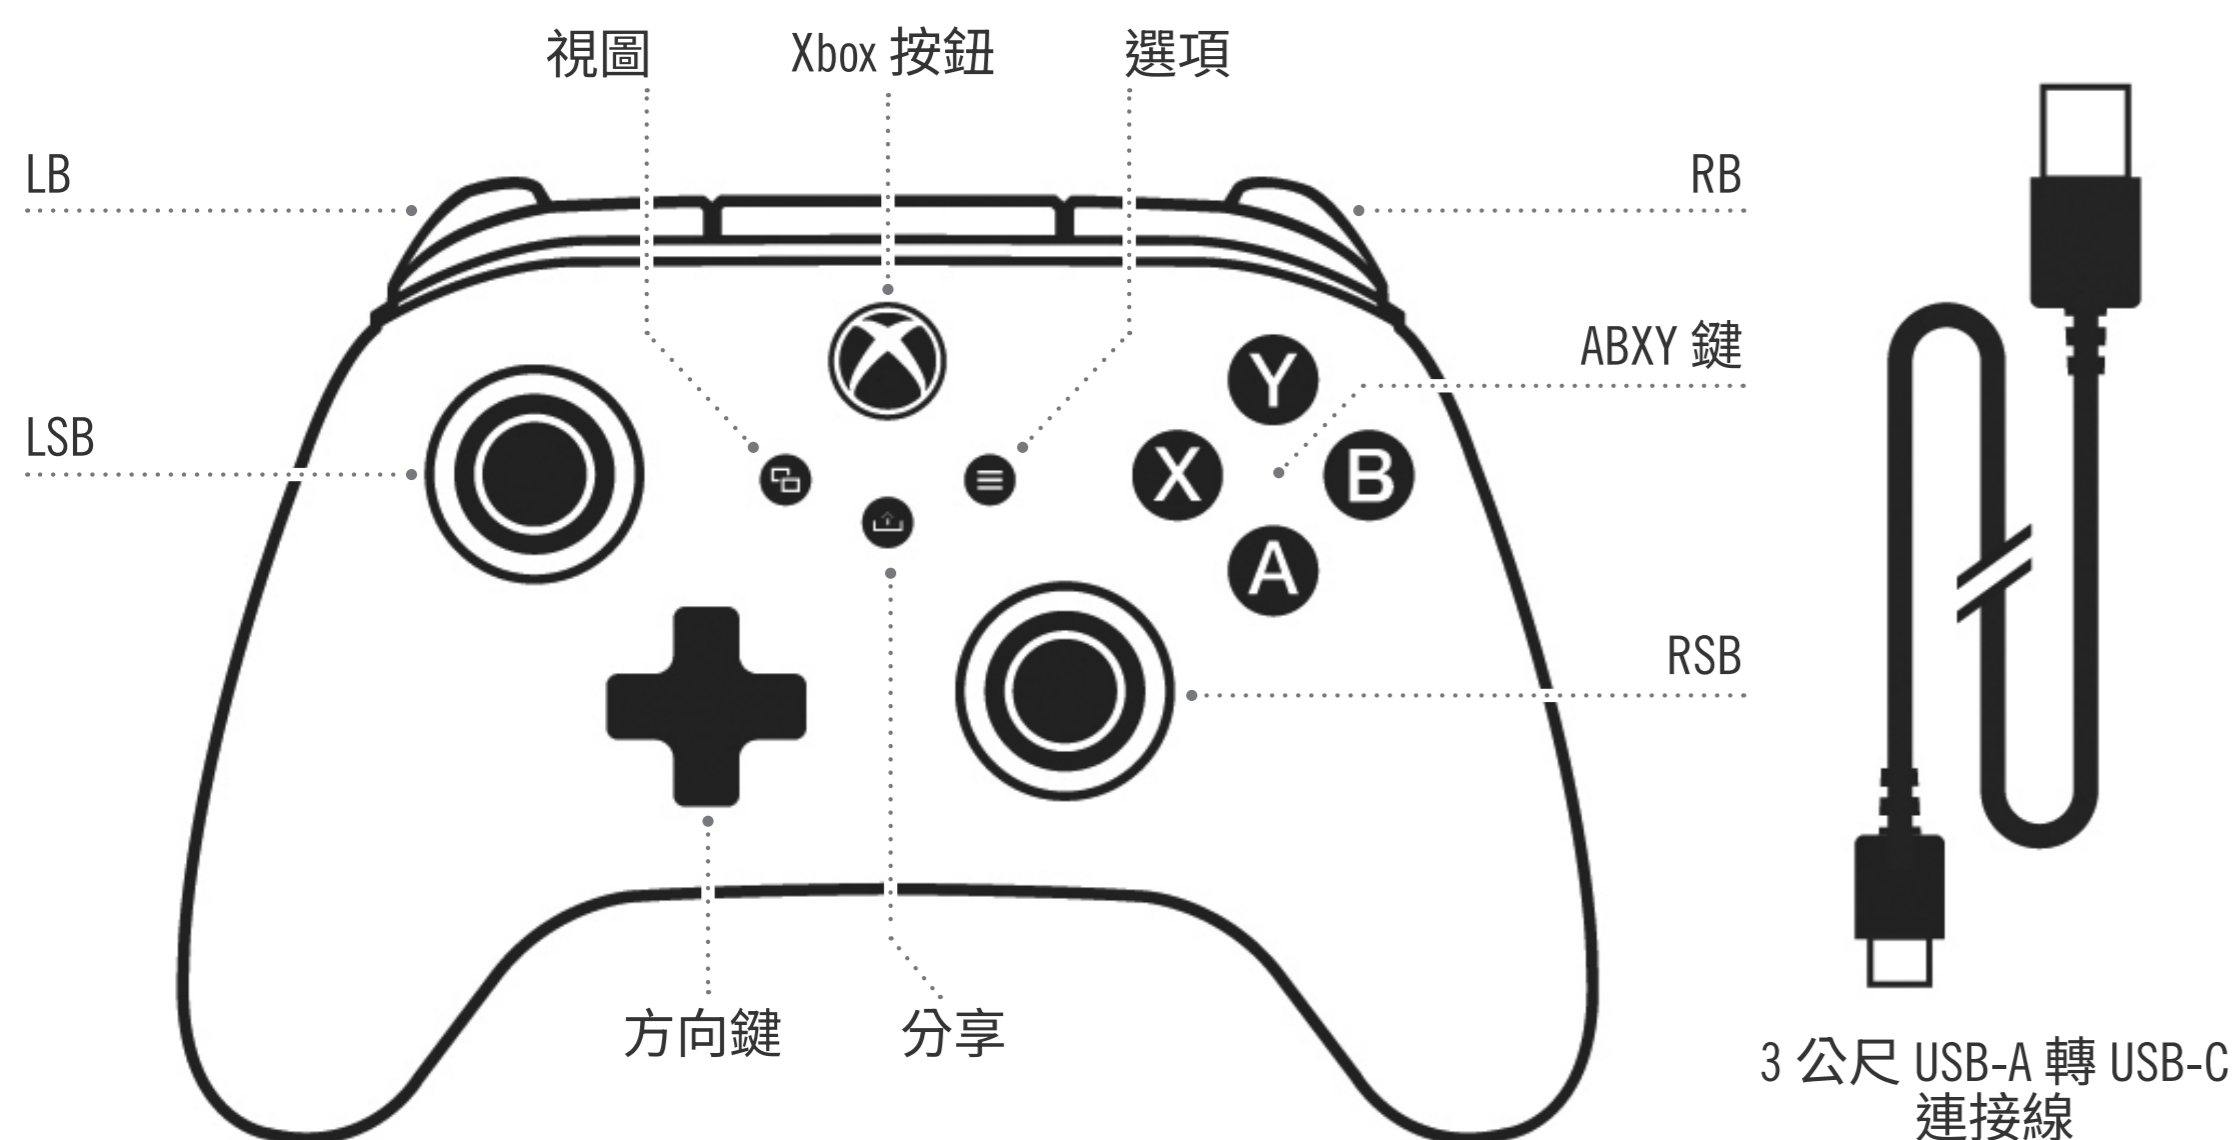 視圖
Xbox 按鈕
選項
LB
RB
ABXY 鍵
LSB
Y
X
B
A
RSB
方向鍵
分享
3 公尺 USB-A 轉 USB-C
連接線